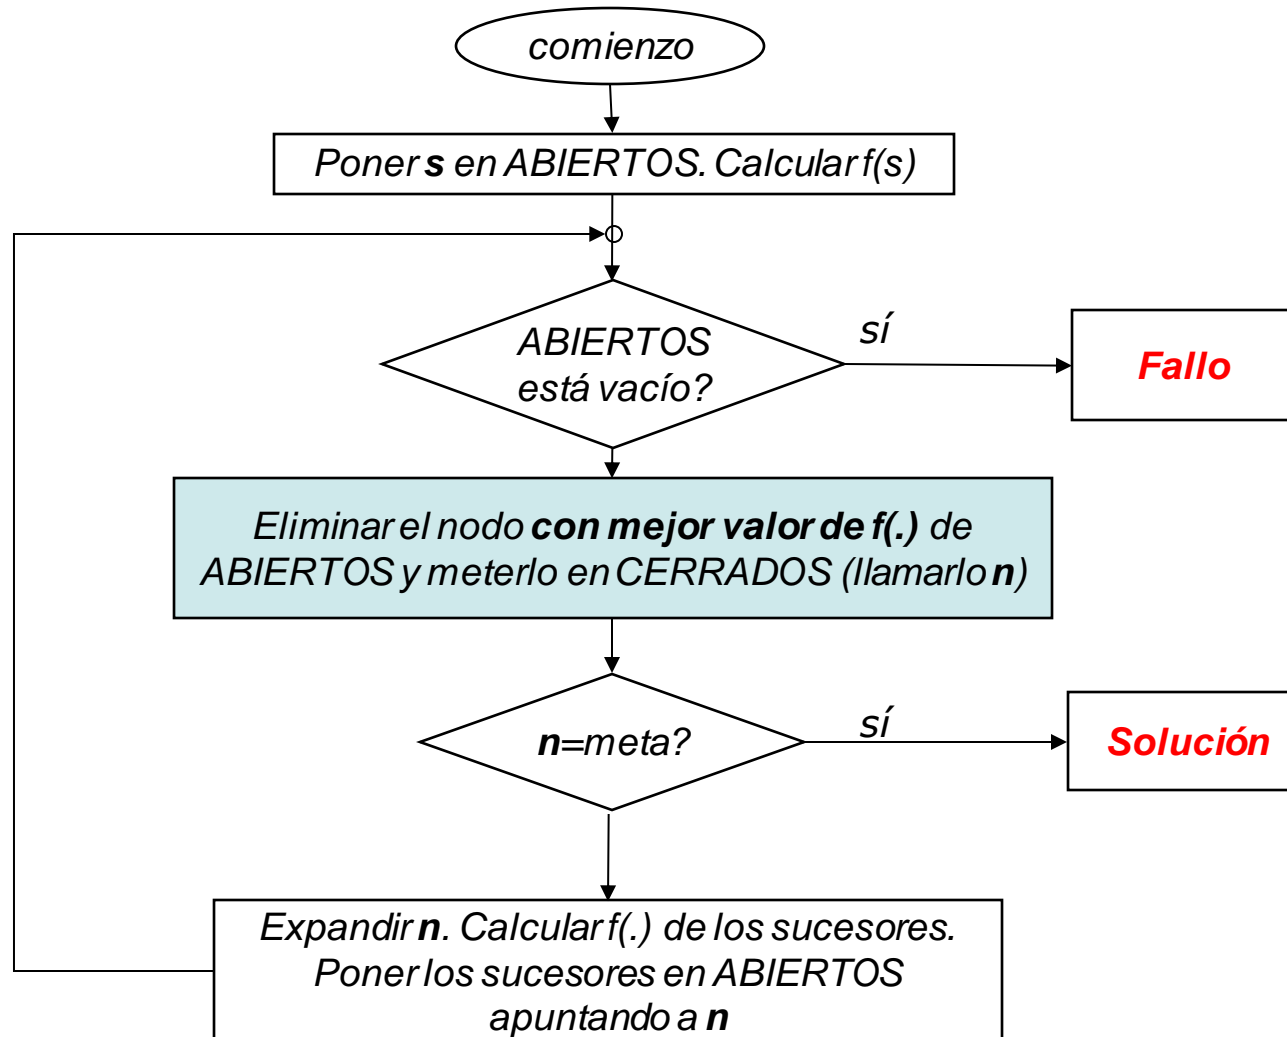 comienzo
Poner s en ABIERTOS. Calcular f(s)
ABIERTOS
está vacío?
sí
Fallo
Eliminar el nodo con mejor valor de f(.) de
ABIERTOS y meterlo en CERRADOS (llamarlo n)
n=meta?
sí
Solución
Expandir n. Calcular f(.) de los sucesores.
Poner los sucesores en ABIERTOS
apuntando a n